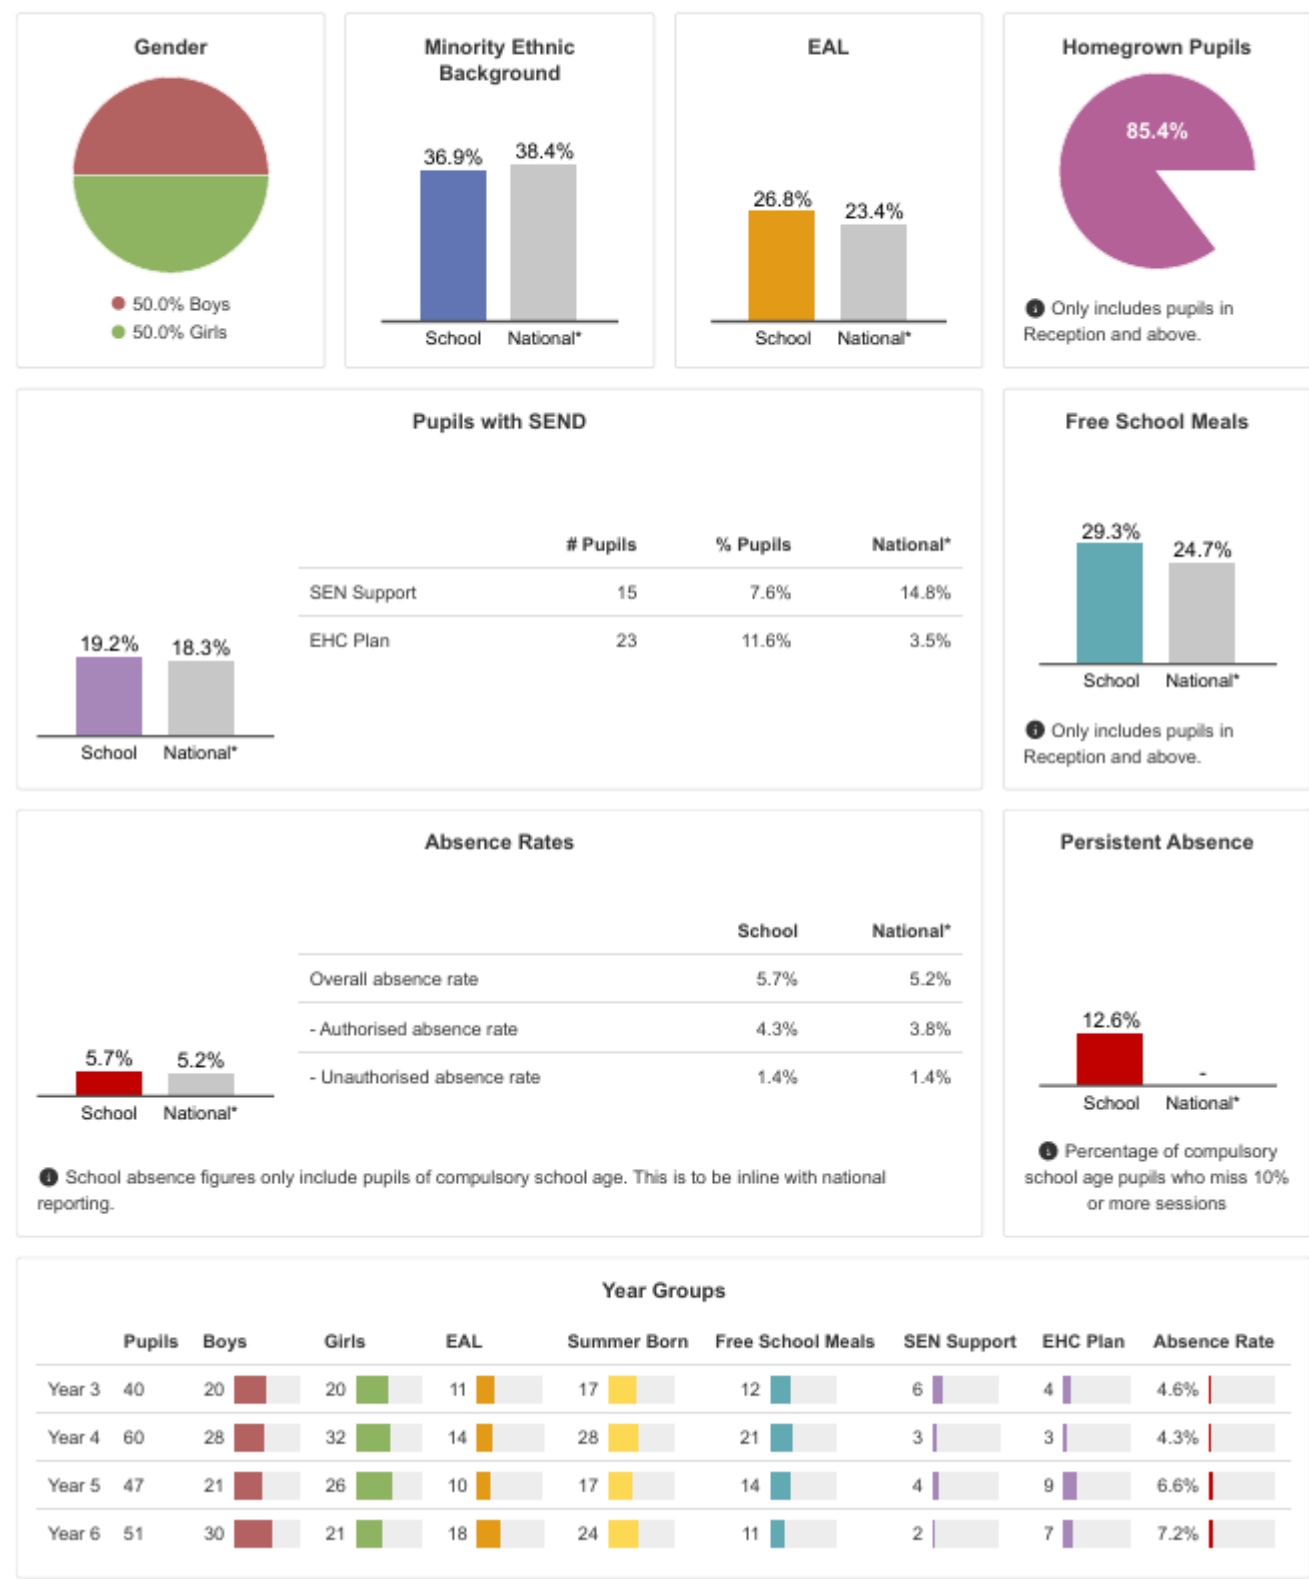 Gender
50.0% Boys
50.0% Girls
Minority Ethnic
Background
36.9%
38.4%
School
National*
EAL
26.8%
23.4%
School
National*
Homegrown Pupils
85.4%
Only includes pupils in
Reception and above.
Pupils with SEND
19.2%
18.3%
School
National*
# Pupils % Pupils National*
SEN Support 15 7.6% 14.8%
EHC Plan 23 11.6% 3.5%
Free School Meals
29.3%
24.7%
School
National*
Only includes pupils in
Reception and above.
Absence Rates
5.7%
5.2%
School
National*
School National*
Overall absence rate 5.7% 5.2%
- Authorised absence rate 4.3% 3.8%
- Unauthorised absence rate 1.4% 1.4%
School absence figures only include pupils of compulsory school age. This is to be inline with national
reporting.
Persistent Absence
12.6%
-
School
National*
Percentage of compulsory
school age pupils who miss 10%
or more sessions
Year Groups
Pupils Boys Girls EAL Summer Born Free School Meals SEN Support EHC Plan Absence Rate
Year 3 40 20 20 11 17 12 6 4 4.6%
Year 4 60 28 32 14 28 21 3 3 4.3%
Year 5 47 21 26 10 17 14 4 9 6.6%
Year 6 51 30 21 18 24 11 2 7 7.2%